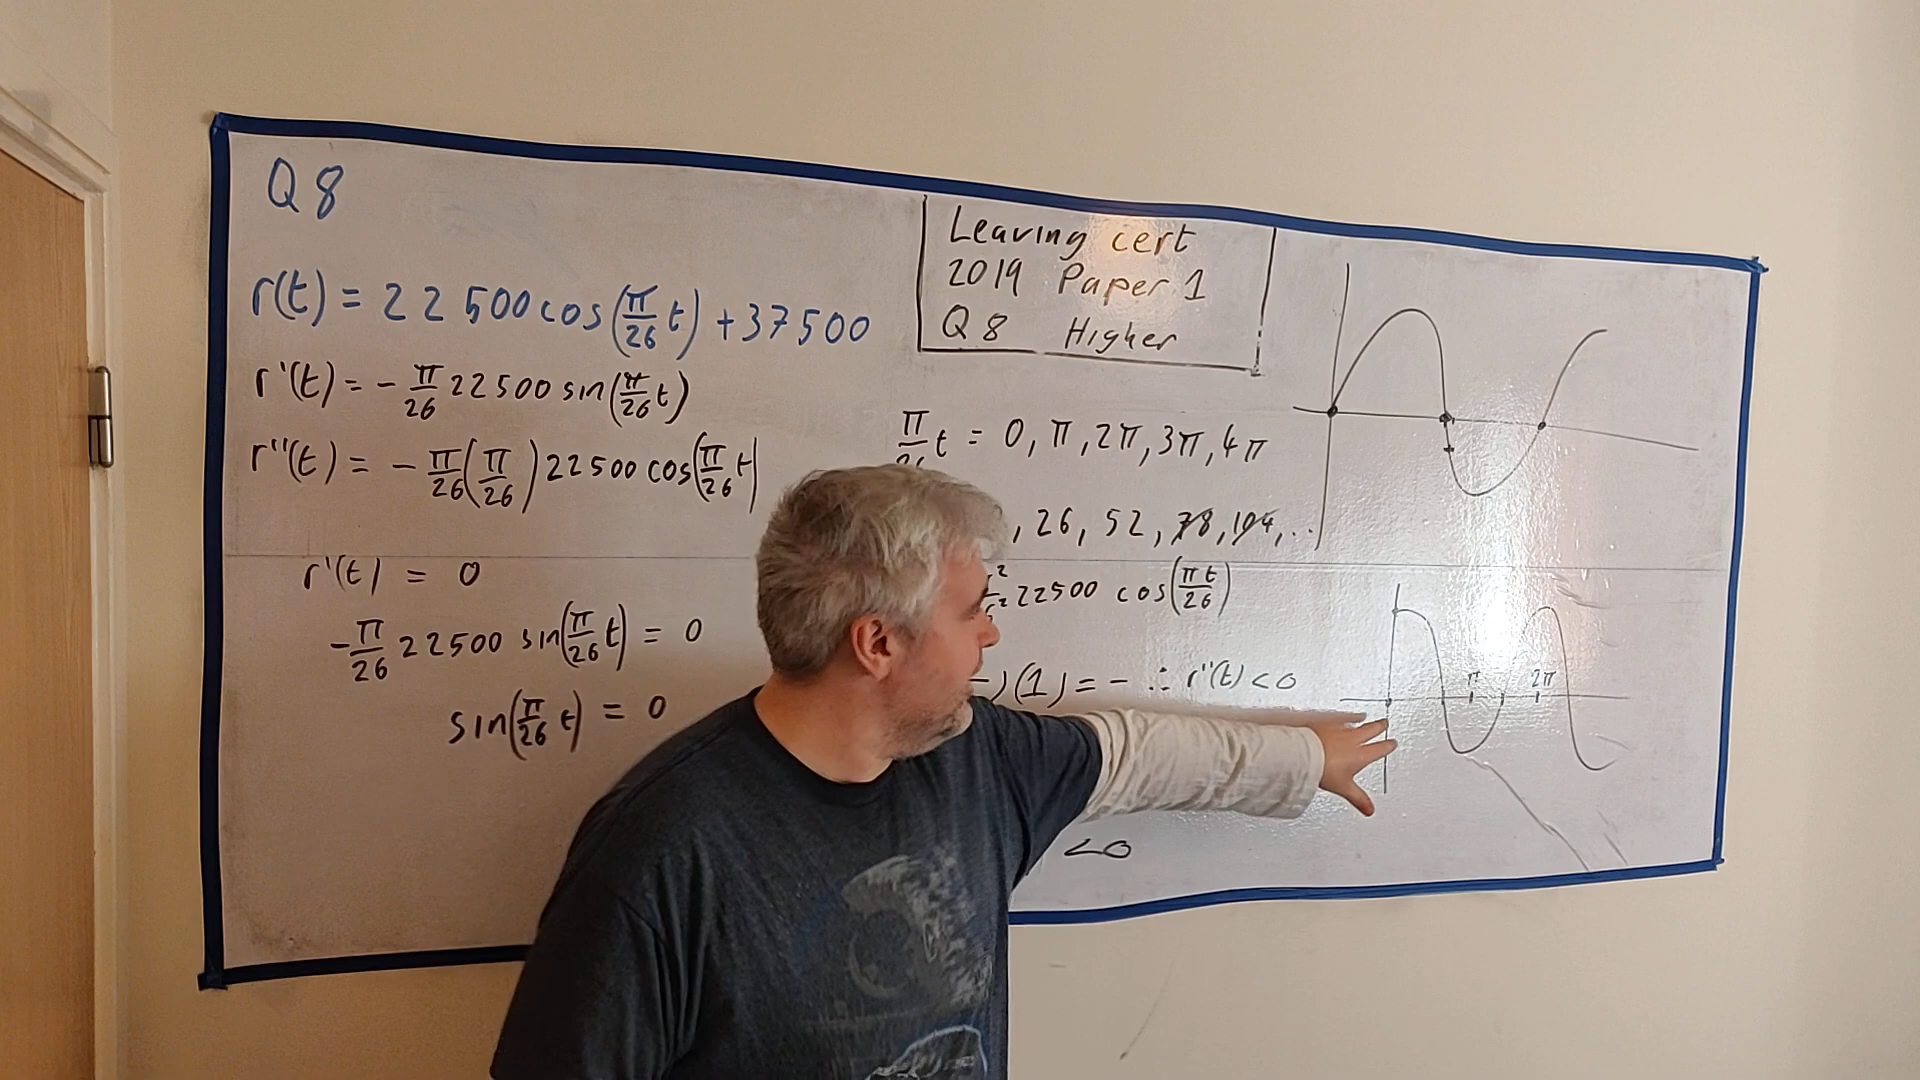 Q8
r(t) = 22500cos(π/26 t) + 37500
r'(t) = - π/26 22500 sin(π/26 t)
r''(t) = - π/26 (π/26) 22500 cos(π/26 t)
r'(t) = 0
- π/26 22500 sin(π/26 t) = 0
sin(π/26 t) = 0
Leaving cert
2019 Paper 1
Q8 Higher
π/26 t = 0, π, 2π, 3π, 4π
, 26, 52, 78, 104, ...
22500 cos(πt/26)
)(1) = - ∴ r''(t) < 0
<0
π 2π